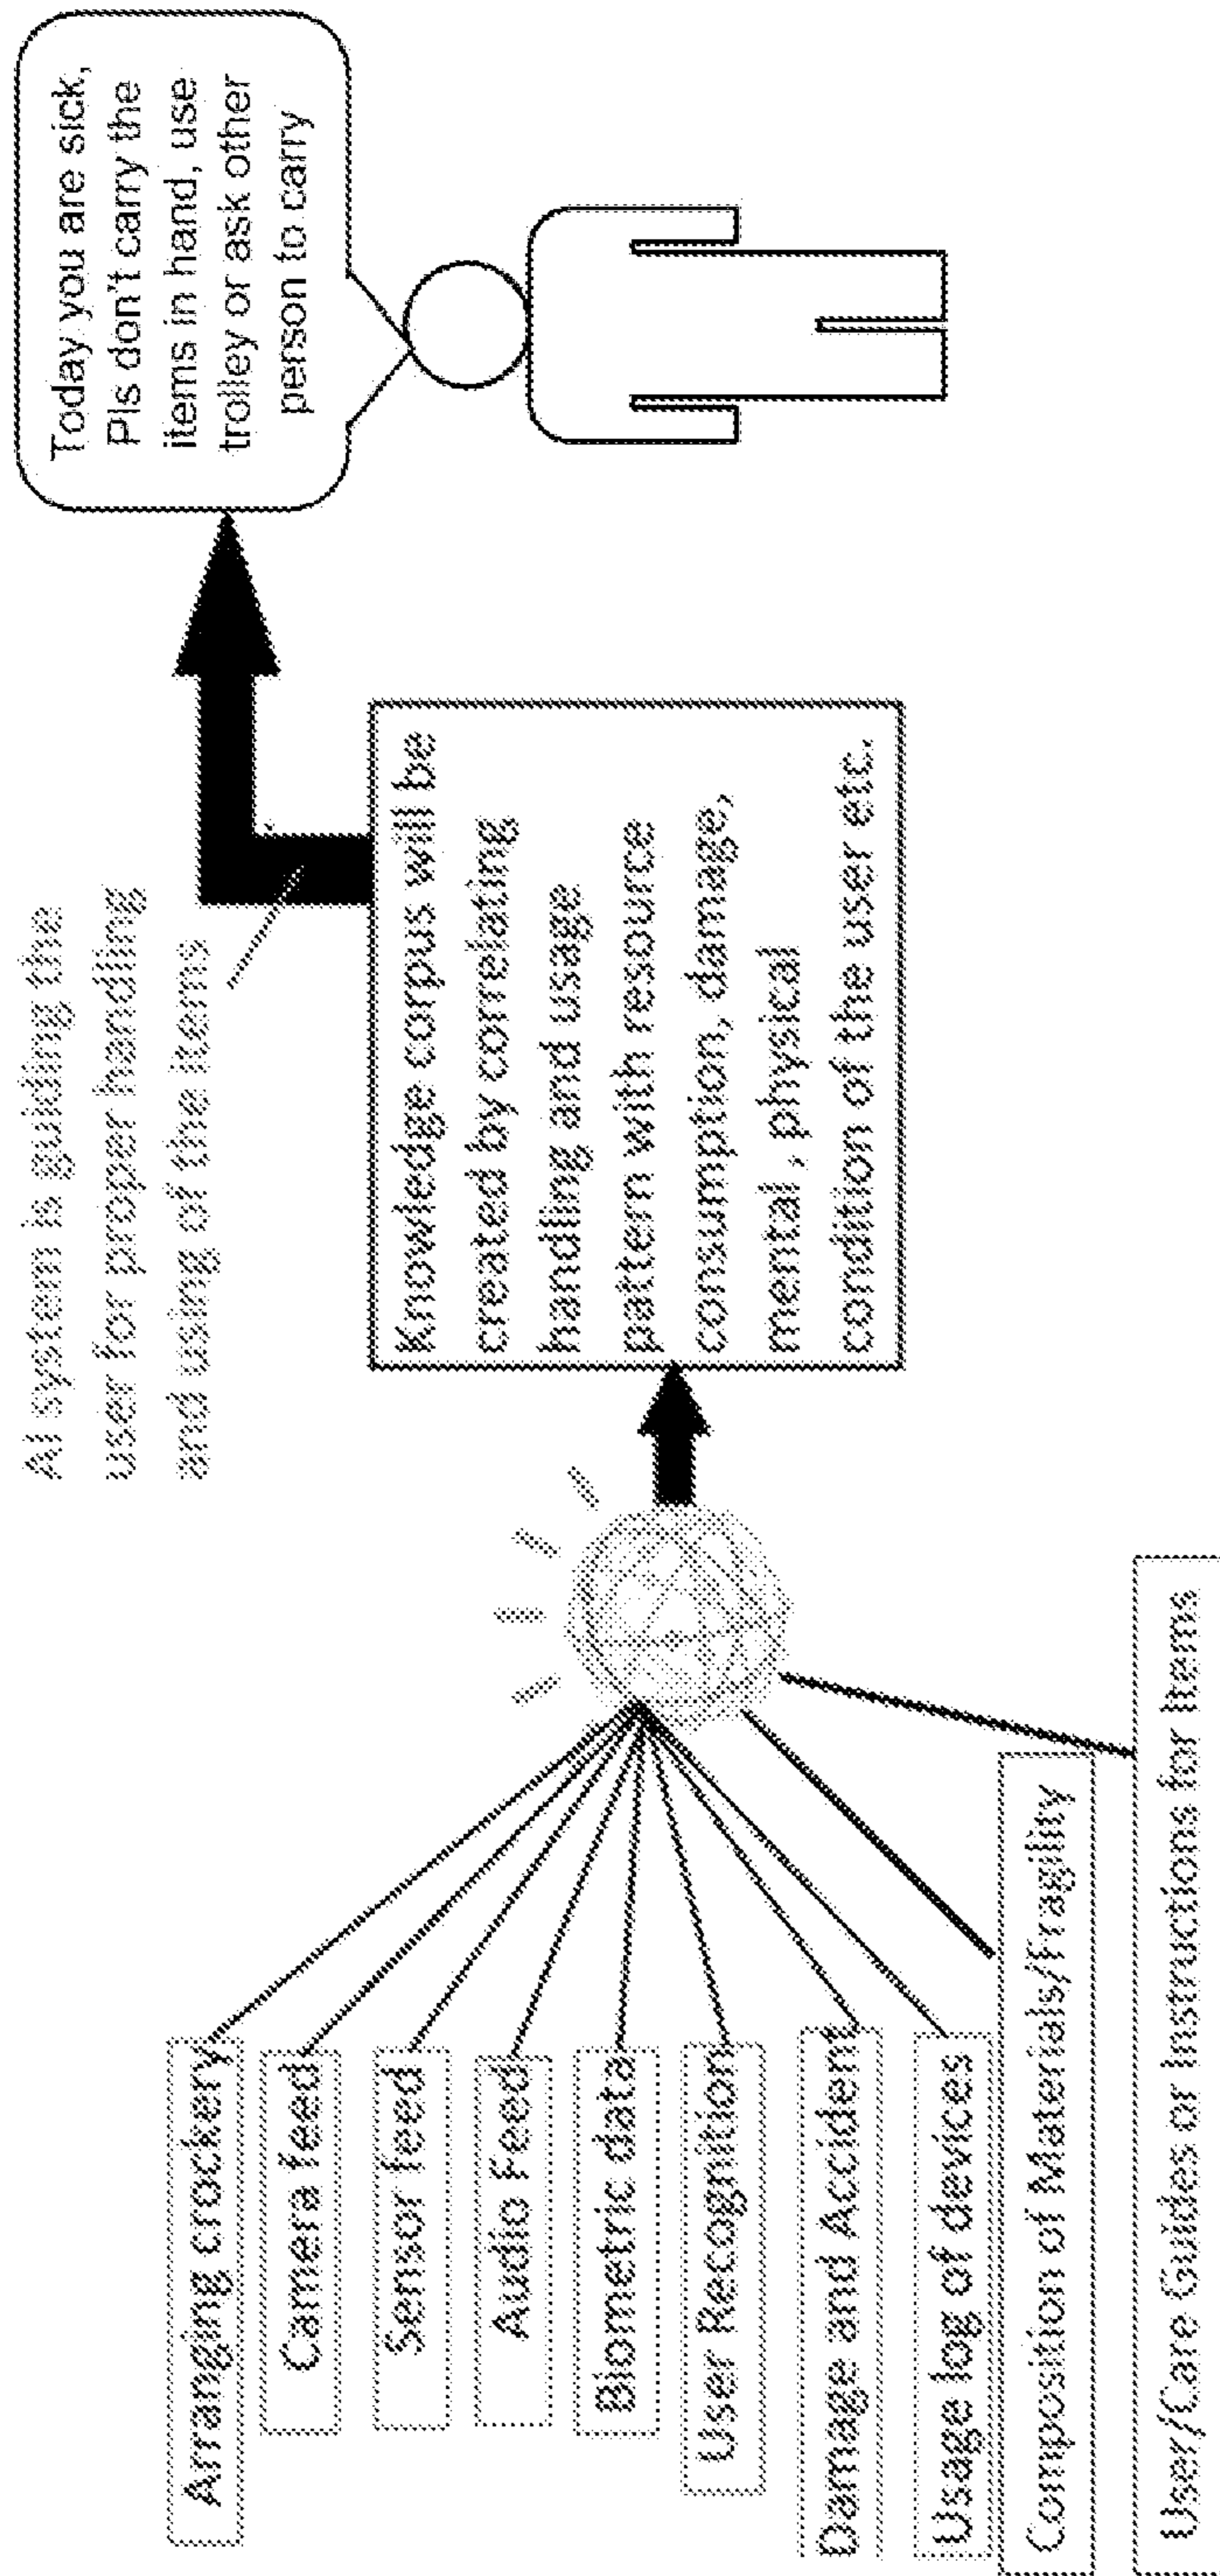 Arranging crockery
Camera feed
Sensor feed
Audio Feed
Biometric data
User Recognition
Damage and Accident
Usage log of devices
Composition of Materials/Fragility
User/Care Guides or Instructions for Items
AI system is guiding the
user for proper handling
and using of the items
Knowledge corpus will be
created by correlating
handling and usage
pattern with resource
consumption, damage,
mental , physical
condition of the user etc.
Today you are sick,
Pls don't carry the
items in hand, use
trolley or ask other
person to carry